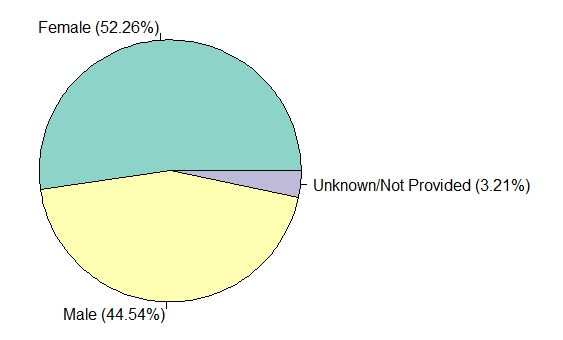 Female (52.26%)
Unknown/Not Provided (3.21%)
Male (44.54%)